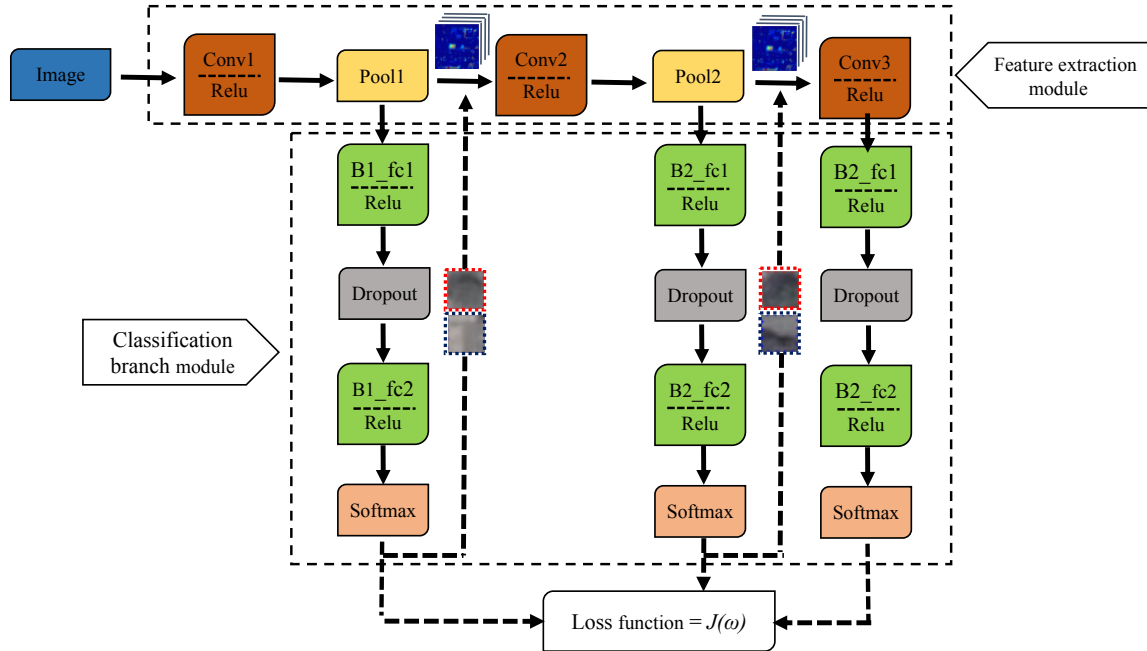 Image
Conv1
Relu
Pool1
Conv2
Relu
Pool2
Conv3
Relu
Feature extraction
module
B1_fc1
Relu
B2_fc1
Relu
B2_fc1
Relu
Dropout
Dropout
Dropout
Classification
branch module
B1_fc2
Relu
B2_fc2
Relu
B2_fc2
Relu
Softmax
Softmax
Softmax
Loss function = J(ω)